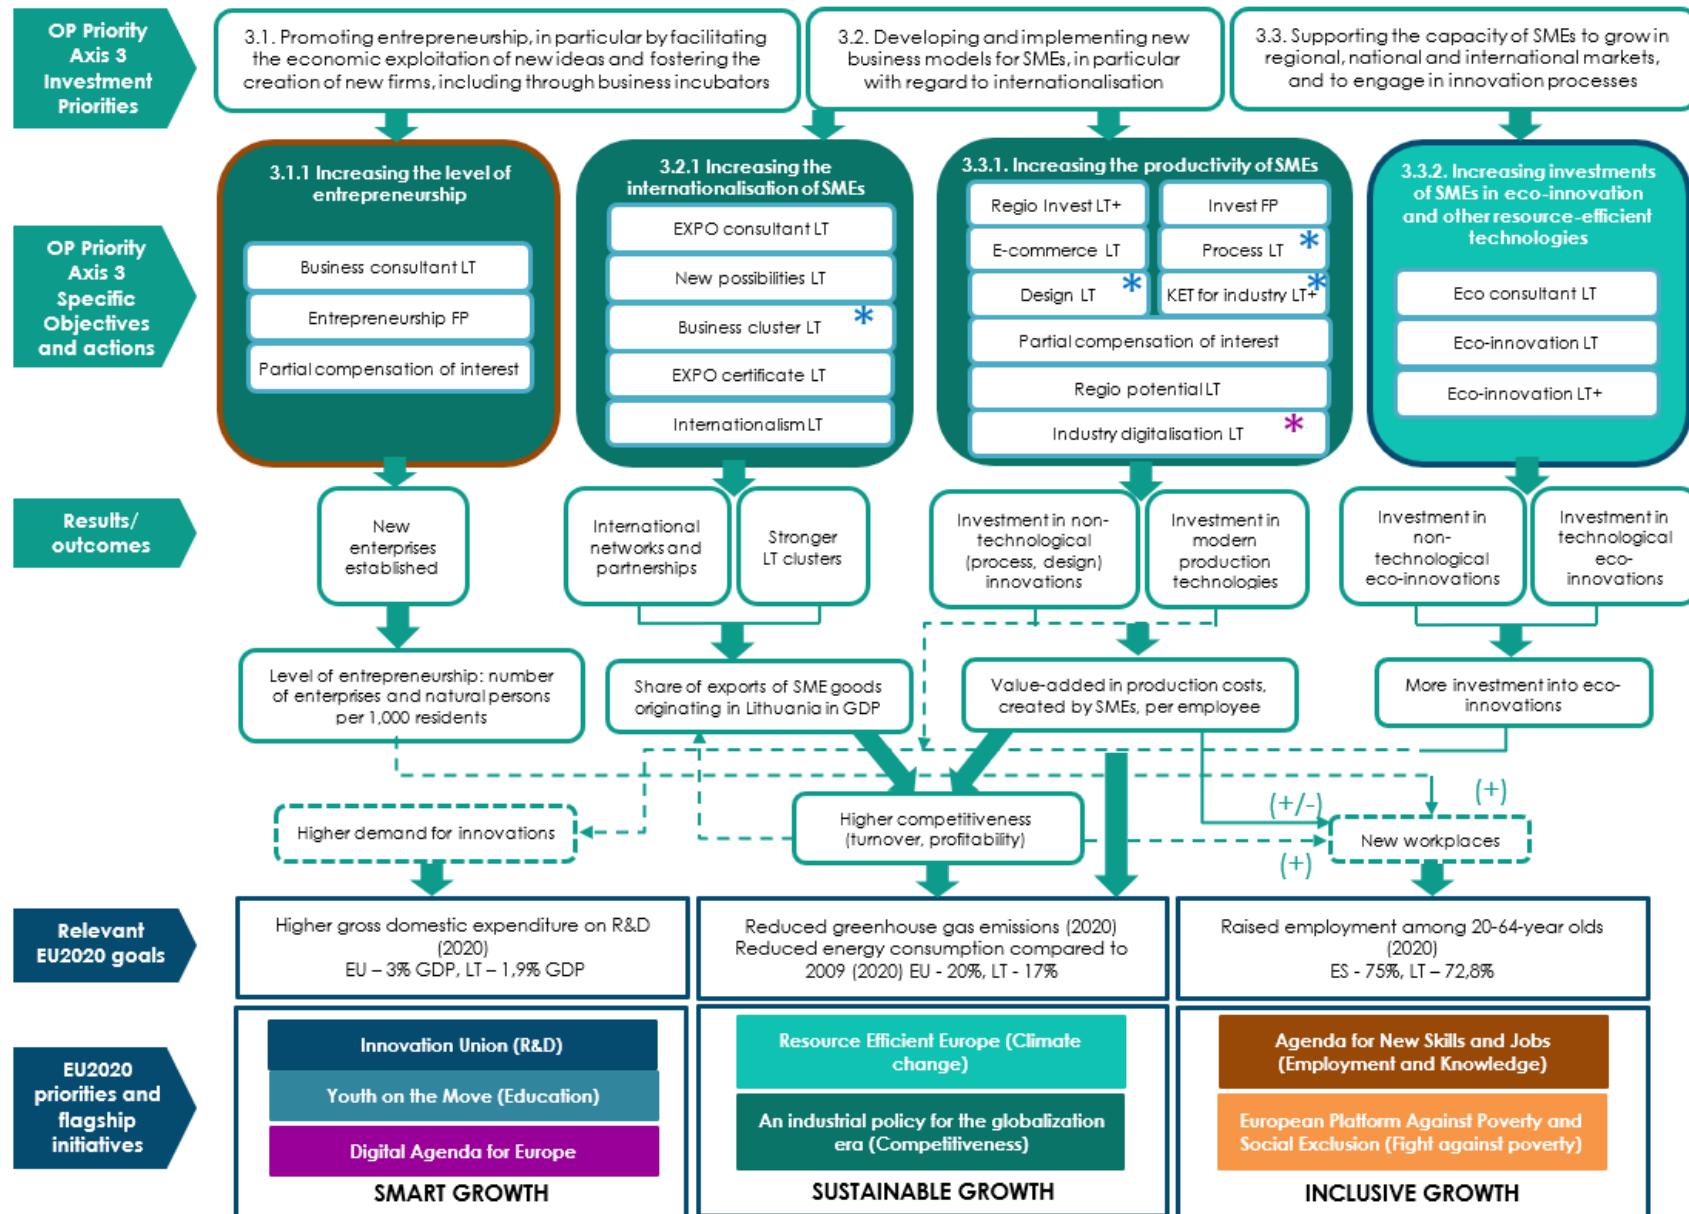 OP Priority
Axis 3
Investment
Priorities
3.1. Promoting entrepreneurship, in particular by facilitating
the economic exploitation of new ideas and fostering the
creation of new firms, including through business incubators
3.2. Developing and implementing new
business models for SMEs, in particular
with regard to internationalisation
3.3. Supporting the capacity of SMEs to grow in
regional, national and international markets,
and to engage in innovation processes
OP Priority
Axis 3
Specific
Objectives
and actions
3.1.1 Increasing the level of
entrepreneurship
Business consultant LT
Entrepreneurship FP
Partial compensation of interest
3.2.1 Increasing the
internationalisation of SMEs
EXPO consultant LT
New possibilities LT
Business cluster LT *
EXPO certificate LT
Internationalism LT
3.3.1. Increasing the productivity of SMEs
Regio Invest LT+
Invest FP
E-commerce LT
Process LT *
Design LT *
KET for industry LT+ *
Partial compensation of interest
Regio potential LT
Industry digitalisation LT *
3.3.2. Increasing investments
of SMEs in eco-innovation
and other resource-efficient
technologies
Eco consultant LT
Eco-innovation LT
Eco-innovation LT+
Results/
outcomes
New
enterprises
established
International
networks and
partnerships
Stronger
LT clusters
Investment in non-
technological
(process, design)
innovations
Investment in
modern
production
technologies
Investment in
non-
technological
eco-innovations
Investment in
technological
eco-
innovations
Level of entrepreneurship: number
of enterprises and natural persons
per 1,000 residents
Share of exports of SME goods
originating in Lithuania in GDP
Value-added in production costs,
created by SMEs, per employee
More investment into eco-
innovations
Higher demand for innovations
Higher competitiveness
(turnover, profitability)
(+/-)
(+)
(+)
New workplaces
Relevant
EU2020 goals
Higher gross domestic expenditure on R&D
(2020)
EU – 3% GDP, LT – 1,9% GDP
Reduced greenhouse gas emissions (2020)
Reduced energy consumption compared to
2009 (2020) EU - 20%, LT - 17%
Raised employment among 20-64-year olds
(2020)
ES - 75%, LT – 72,8%
EU2020
priorities and
flagship
initiatives
Innovation Union (R&D)
Youth on the Move (Education)
Digital Agenda for Europe
SMART GROWTH
Resource Efficient Europe (Climate
change)
An industrial policy for the globalization
era (Competitiveness)
SUSTAINABLE GROWTH
Agenda for New Skills and Jobs
(Employment and Knowledge)
European Platform Against Poverty and
Social Exclusion (Fight against poverty)
INCLUSIVE GROWTH